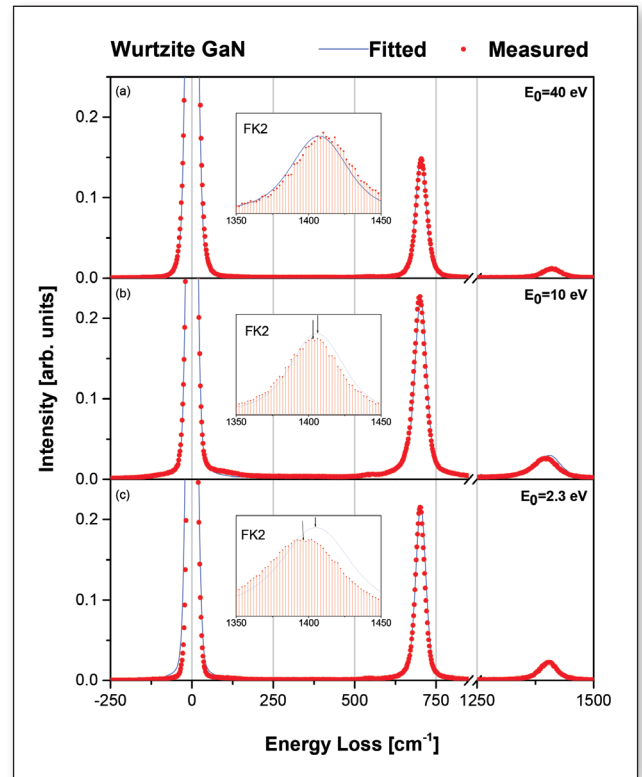 Wurtzite GaN Fitted Measured
(a) E0=40 eV
FK2
1350 1400 1450
0.2
0.1
0.0
(b) E0=10 eV
FK2
1350 1400 1450
0.2
0.1
0.0
(c) E0=2.3 eV
FK2
1350 1400 1450
0.2
0.1
0.0
Intensity [arb. units]
-250 0 250 500 750 1250 1500
Energy Loss [cm-1]